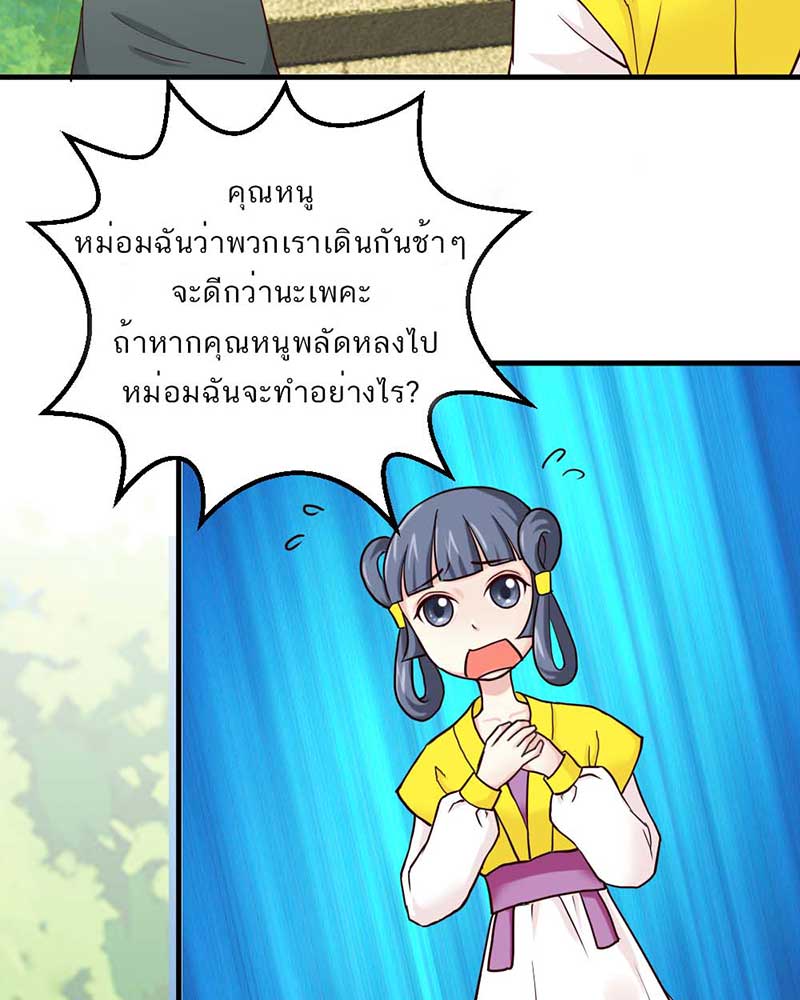 คุณหนู
หม่อมฉันว่าพวกเราเดินกันช้าๆ
จะดีกว่านะเพคะ
ถ้าหากคุณหนูพลัดหลงไป
หม่อมฉันจะทำอย่างไร?